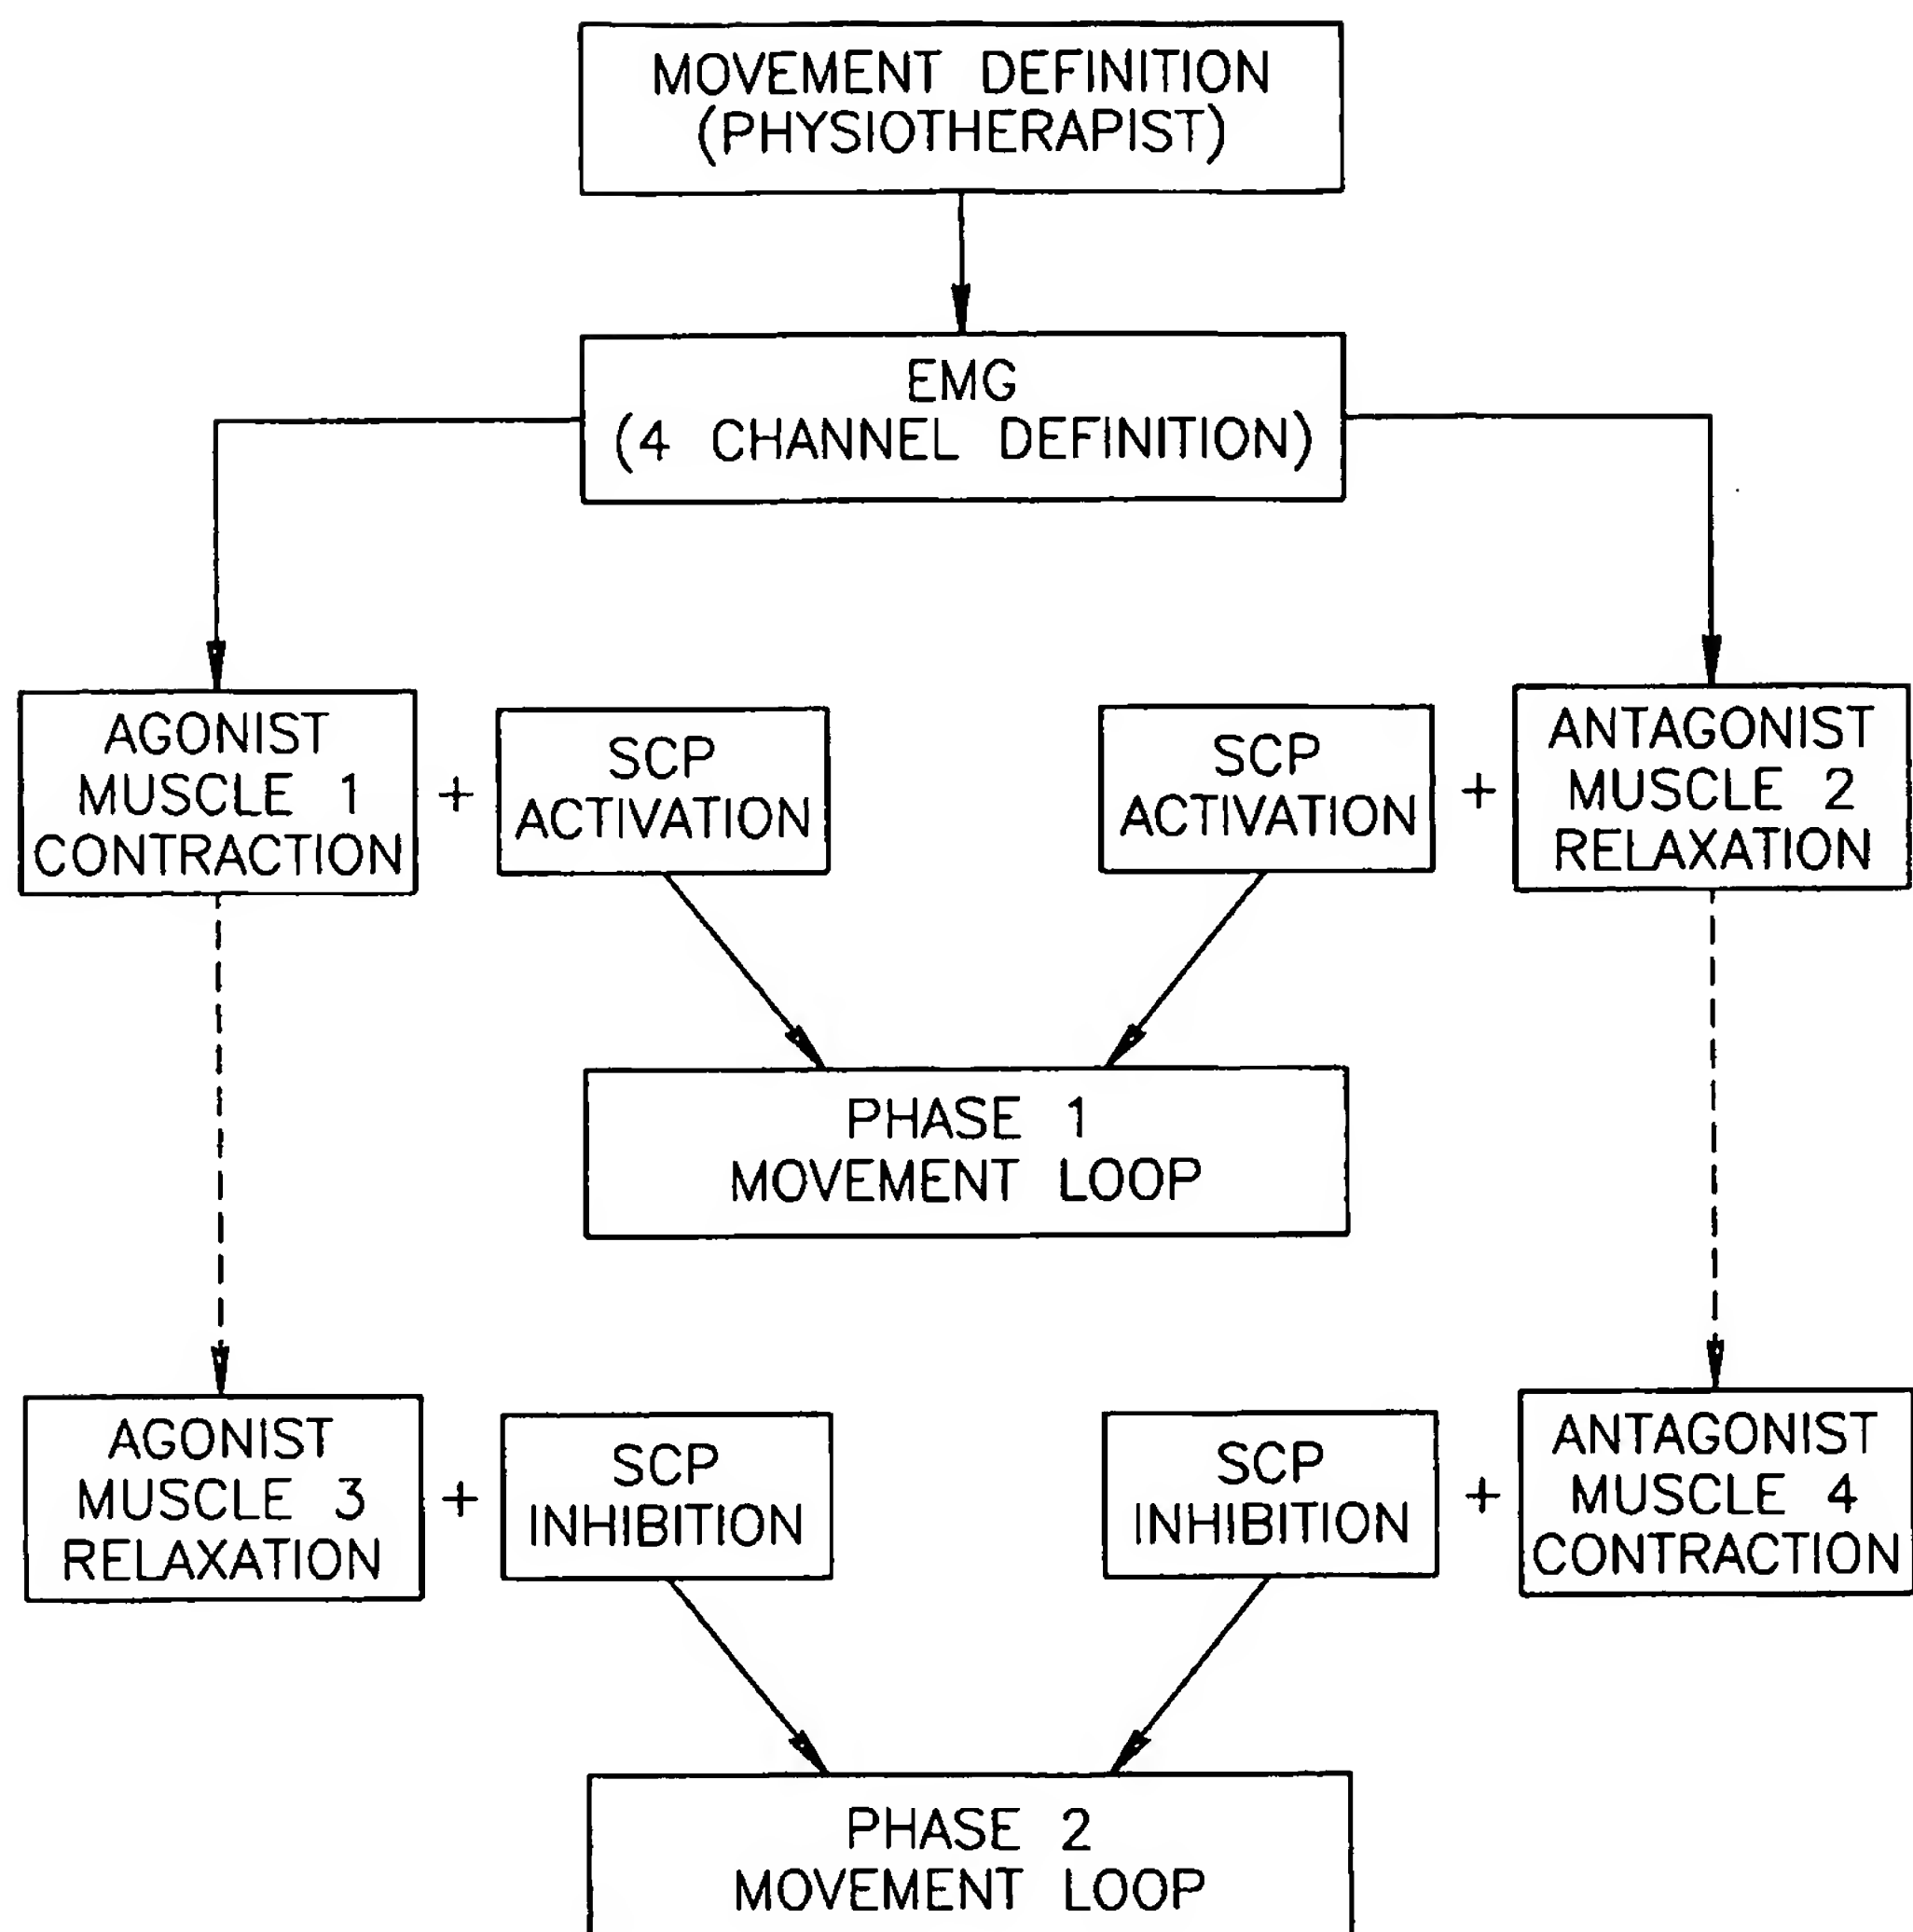 MOVEMENT DEFINITION
(PHYSIOTHERAPIST)
EMG
(4 CHANNEL DEFINITION)
AGONIST
MUSCLE 1
CONTRACTION
+
SCP
ACTIVATION
SCP
ACTIVATION
+
ANTAGONIST
MUSCLE 2
RELAXATION
PHASE 1
MOVEMENT LOOP
AGONIST
MUSCLE 3
RELAXATION
+
SCP
INHIBITION
SCP
INHIBITION
+
ANTAGONIST
MUSCLE 4
CONTRACTION
PHASE 2
MOVEMENT LOOP